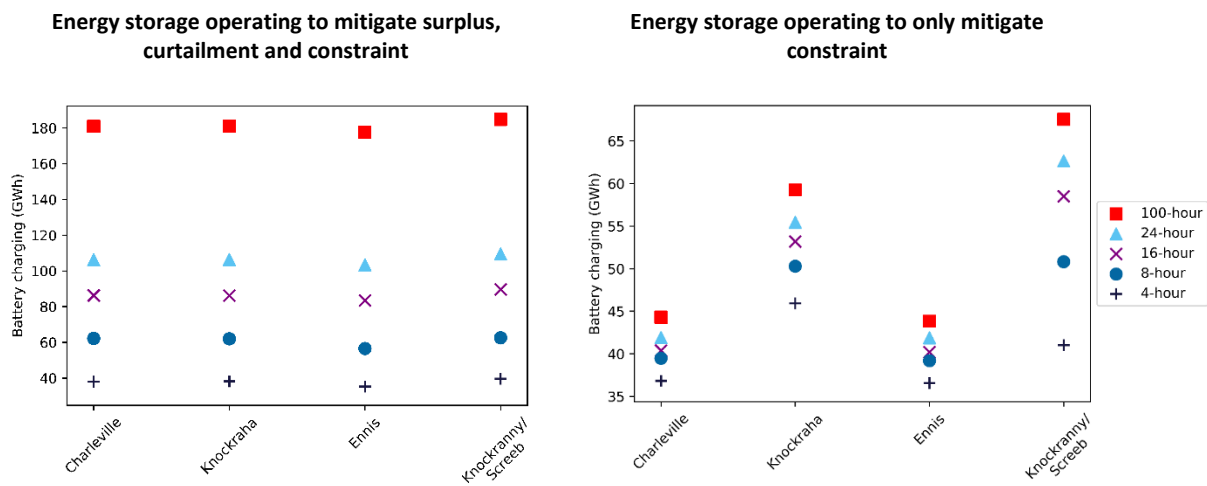 Energy storage operating to mitigate surplus,
curtailment and constraint
Energy storage operating to only mitigate
constraint
Battery charging (GWh)
180
160
140
120
100
80
60
40
Charleville
Knockraha
Ennis
Knockranny/
Screeb
Battery charging (GWh)
65
60
55
50
45
40
35
Charleville
Knockraha
Ennis
Knockranny/
Screeb
100-hour
24-hour
16-hour
8-hour
4-hour